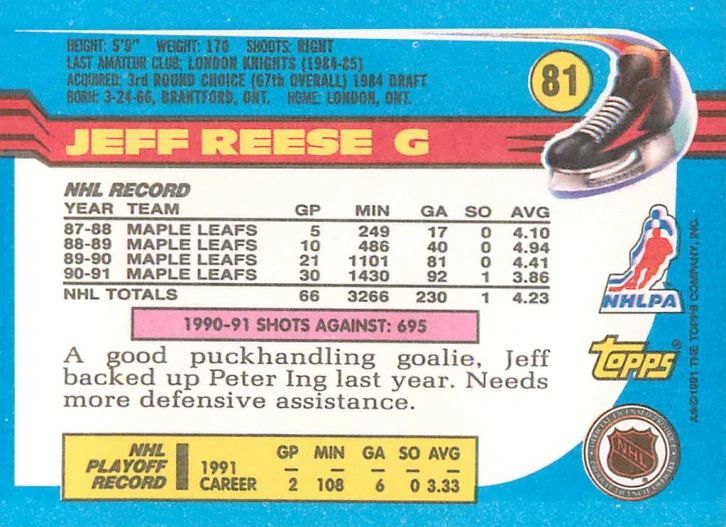 HEIGHT: 5'9" WEIGHT: 170 SHOOTS: RIGHT
LAST AMATEUR CLUB: LONDON KNIGHTS (1984-85)
ACQUIRED: 3rd ROUND CHOICE (67th OVERALL) 1984 DRAFT
BORN: 3-24-66, BRANTFORD, ONT. HOME: LONDON, ONT.
81
JEFF REESE G
NHL RECORD
YEAR TEAM GP MIN GA SO AVG
87-88 MAPLE LEAFS 5 249 17 0 4.10
88-89 MAPLE LEAFS 10 486 40 0 4.94
89-90 MAPLE LEAFS 21 1101 81 0 4.41
90-91 MAPLE LEAFS 30 1430 92 1 3.86
NHL TOTALS 66 3266 230 1 4.23
1990-91 SHOTS AGAINST: 695
A good puckhandling goalie, Jeff
backed up Peter Ing last year. Needs
more defensive assistance.
NHL PLAYOFF RECORD
GP MIN GA SO AVG
1991 — — — — —
CAREER 2 108 6 0 3.33
NHLPA
TOPPS®
©1991 THE TOPPS COMPANY, INC.
NHL